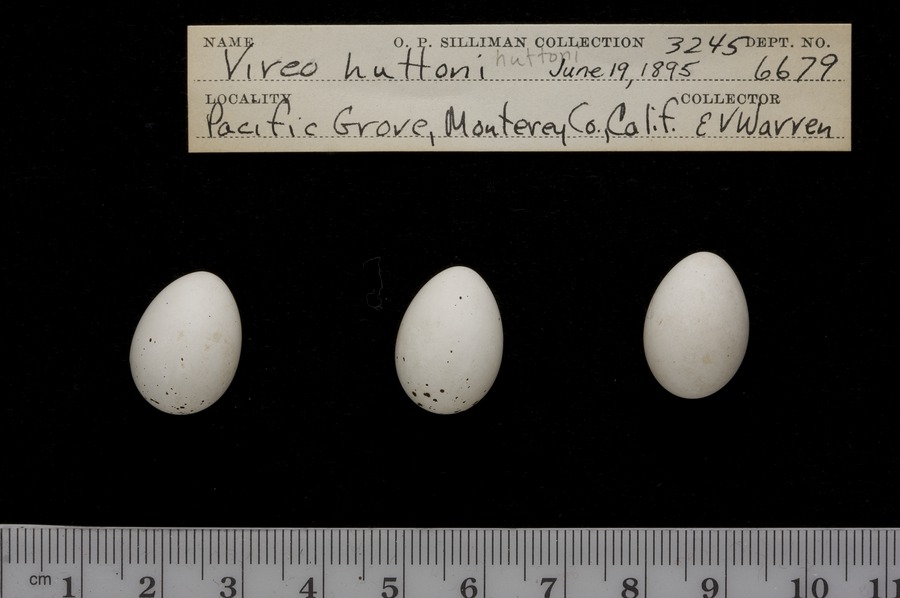 NAME O. P. SILLIMAN COLLECTION 3245 DEPT. NO.
Vireo huttoni huttoni June 19, 1895 6679
LOCALITY COLLECTOR
Pacific Grove, Monterey Co., Calif. E V Warren
cm 1 2 3 4 5 6 7 8 9 10 11